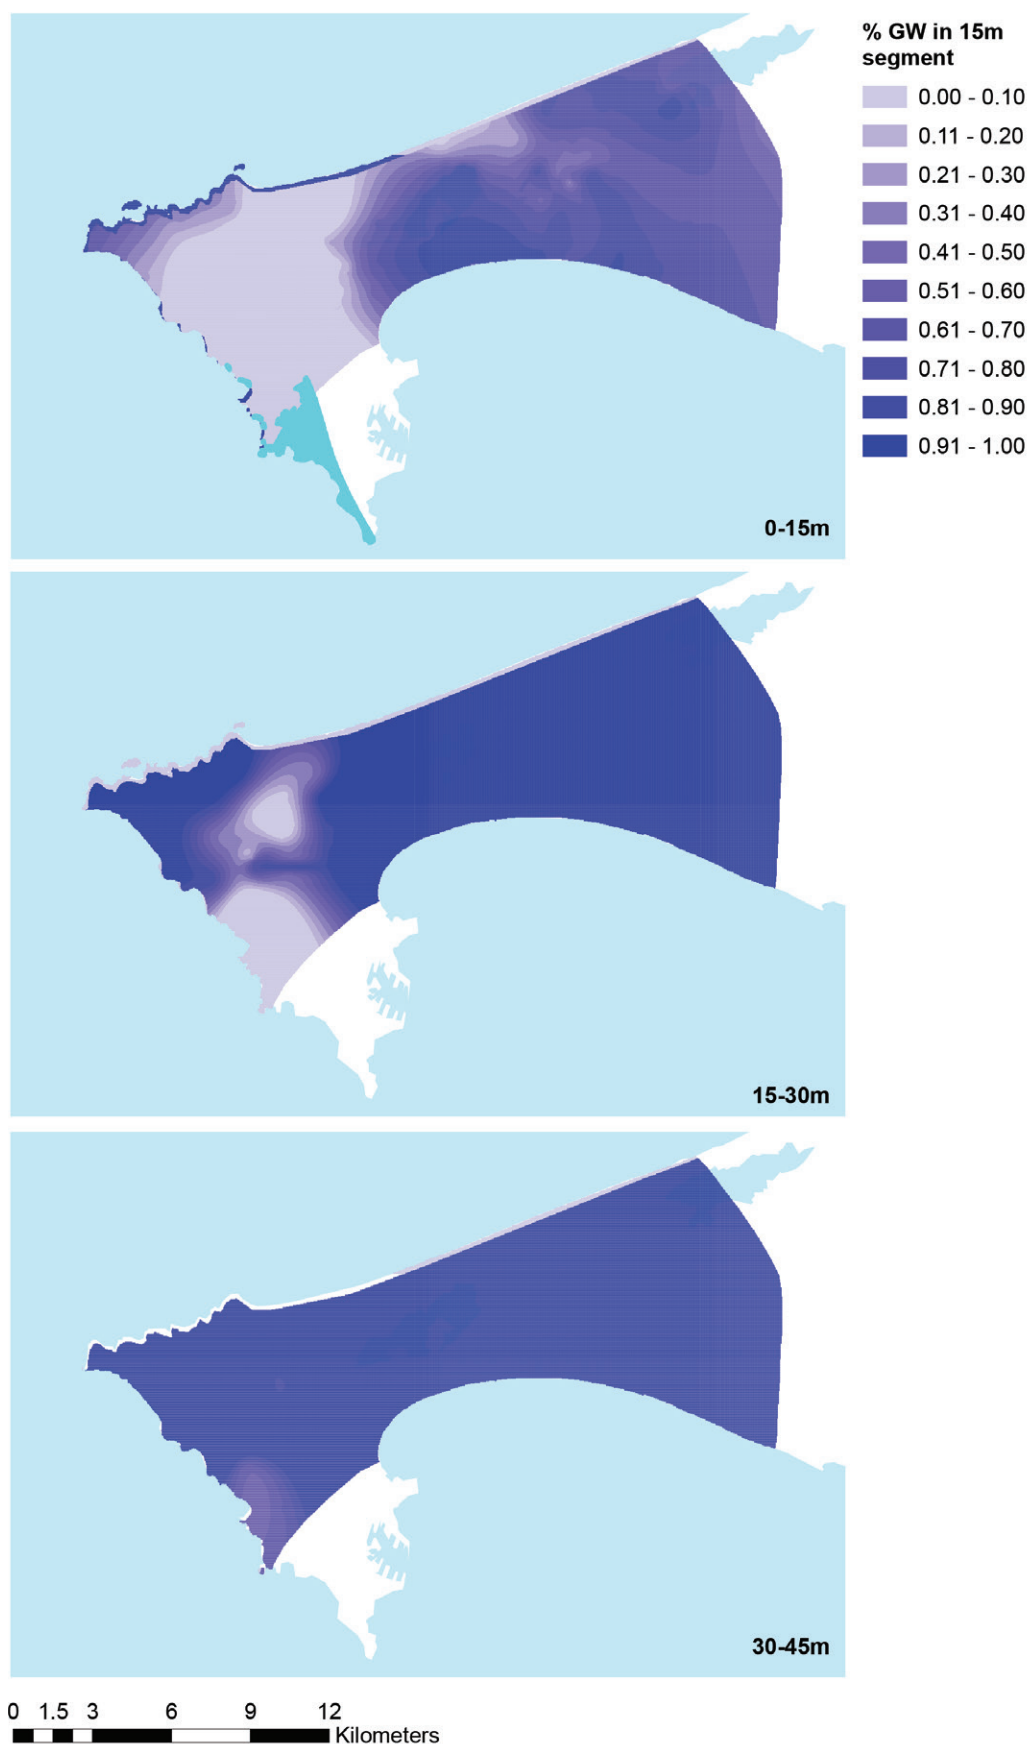 % GW in 15m
segment
0.00 - 0.10
0.11 - 0.20
0.21 - 0.30
0.31 - 0.40
0.41 - 0.50
0.51 - 0.60
0.61 - 0.70
0.71 - 0.80
0.81 - 0.90
0.91 - 1.00
0-15m
15-30m
30-45m
0 1.5 3 6 9 12
Kilometers